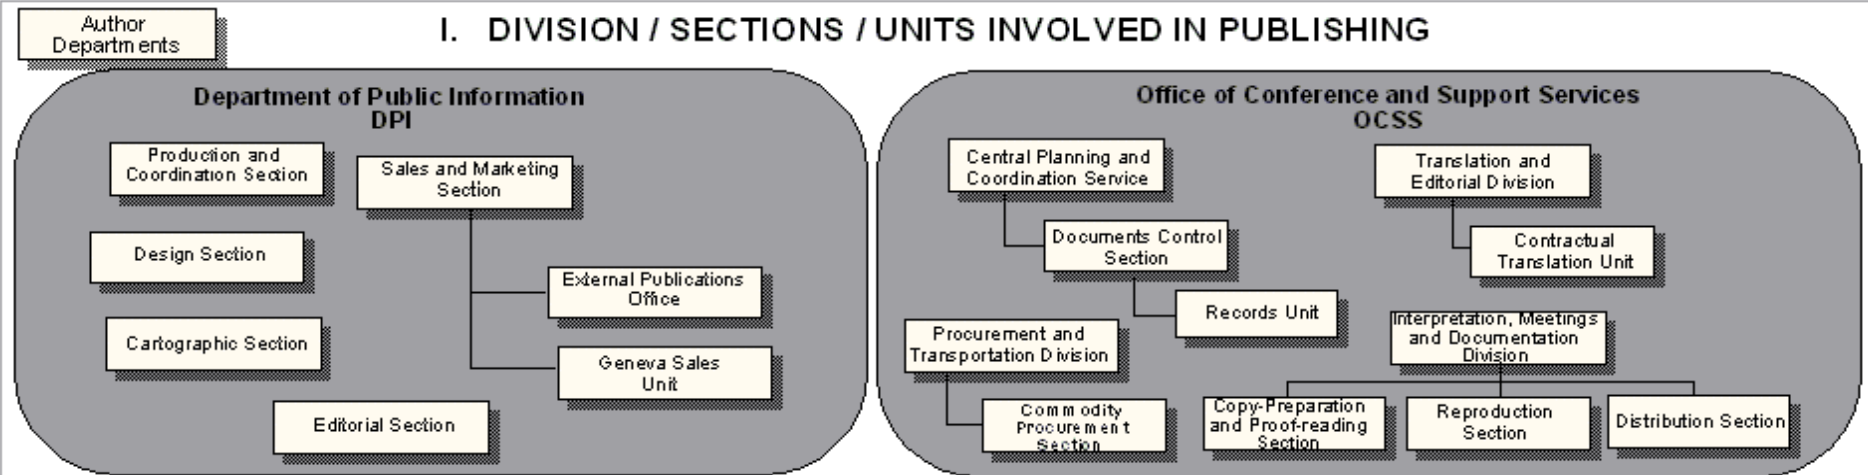 Author
Departments
I. DIVISION / SECTIONS / UNITS INVOLVED IN PUBLISHING
Department of Public Information
DPI
Production and
Coordination Section
Sales and Marketing
Section
Design Section
External Publications
Office
Cartographic Section
Geneva Sales
Unit
Editorial Section
Office of Conference and Support Services
OCSS
Central Planning and
Coordination Service
Translation and
Editorial Division
Documents Control
Section
Contractual
Translation Unit
Records Unit
Procurement and
Transportation Division
Interpretation, Meetings
and Documentation
Division
Commodity
Procurement
Section
Copy-Preparation
and Proof-reading
Section
Reproduction
Section
Distribution Section